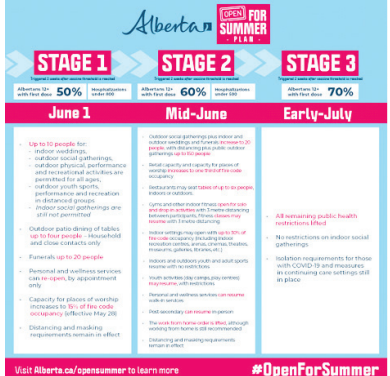 Alberta
OPEN
FOR
SUMMER
- PLAN -
STAGE 1
STAGE 2
STAGE 3
Triggered 2 weeks after vaccine threshold is reached
Triggered 2 weeks after vaccine threshold is reached
Triggered 2 weeks after vaccine threshold is reached
Albertans 12+
with first dose
50%
Hospitalizations
under 800
Albertans 12+
with first dose
60%
Hospitalizations
under 500
Albertans 12+
with first dose
70%
June 1
Mid-June
Early-July
· Up to 10 people for:
- indoor weddings,
- outdoor social gatherings,
- outdoor physical, performance
and recreational activities are
permitted for all ages,
- outdoor youth sports,
performance and recreation
in distanced groups
- Indoor social gatherings are
still not permitted
· Outdoor patio dining of tables
up to four people - Household
and close contacts only
· Funerals up to 20 people
· Personal and wellness services
can re-open, by appointment
only
· Capacity for places of worship
increases to 15% of fire code
occupancy (effective May 28)
· Distancing and masking
requirements remain in effect
· Outdoor social gatherings plus indoor and
outdoor weddings and funerals increase to 20
people, with distancing plus public outdoor
gatherings up to 150 people
· Retail capacity and capacity for places of
worship increases to one third of fire code
occupancy
· Restaurants may seat tables of up to six people,
indoors or outdoors
· Gyms and other indoor fitness open for solo
and drop-in activities with 3 metre distancing
between participants, fitness classes may
resume with 3 metre distancing
· Indoor settings may open with up to 1/3 of
fire code occupancy (including indoor
recreation centres, arenas, cinemas, theatres,
museums, galleries, libraries, etc.)
· Indoors and outdoors youth and adult sports
resume with no restrictions
· Youth activities (day camps, play centres)
may resume, with restrictions
· Personal and wellness services can resume
walk-in services
· Post-secondary can resume in-person
· The work from home order is lifted, although
working from home is still recommended
· Distancing and masking requirements
remain in effect
· All remaining public health
restrictions lifted
· No restrictions on indoor social
gatherings
· Isolation requirements for those
with COVID-19 and measures
in continuing care settings still
in place
Visit Alberta.ca/opensummer to learn more
#OpenForSummer